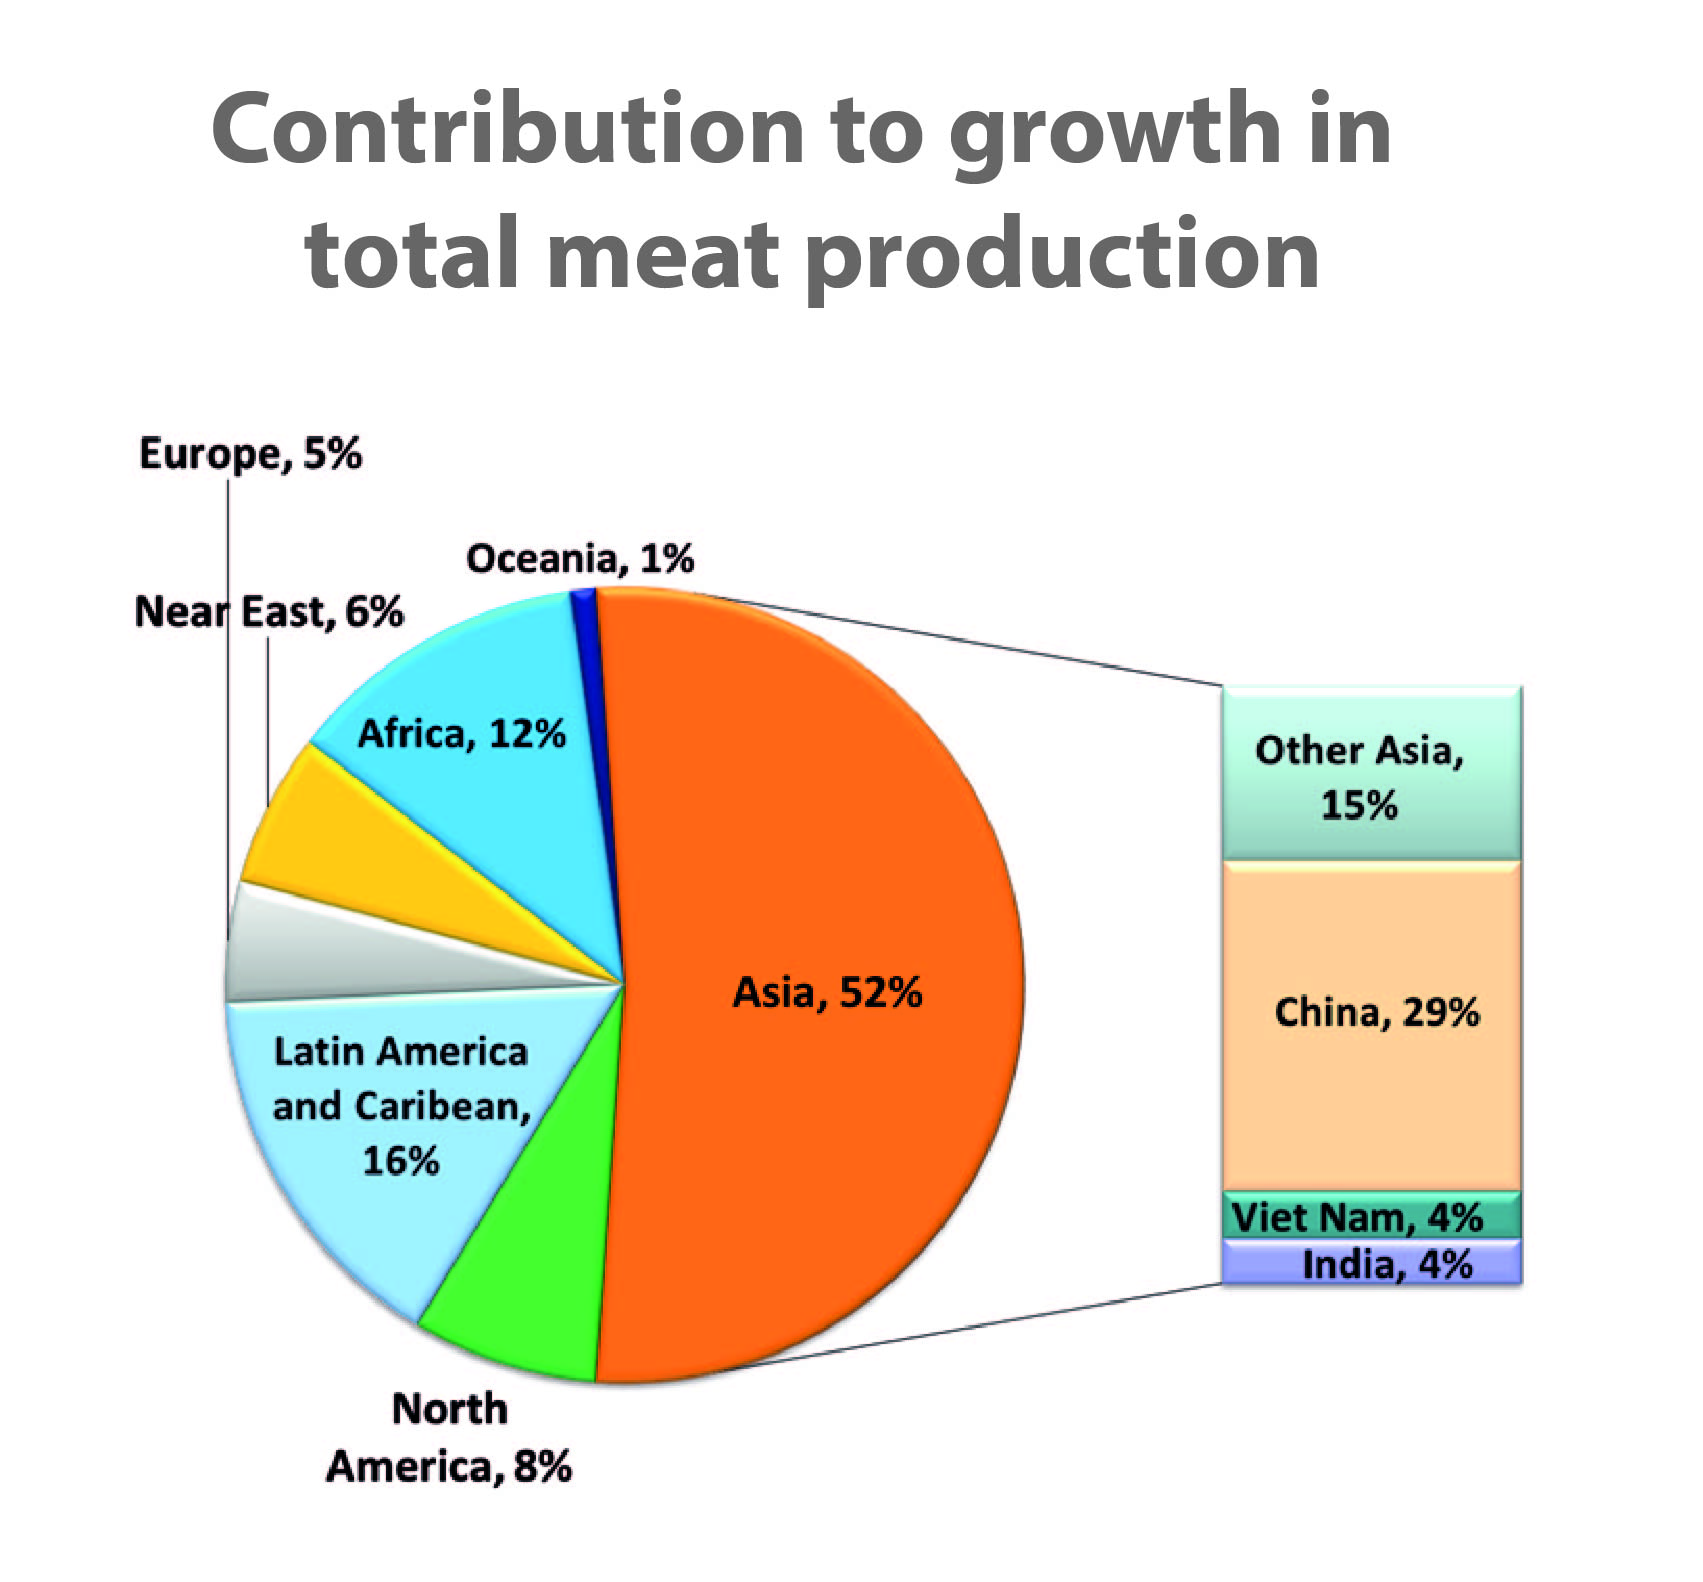 Contribution to growth in
total meat production
Europe, 5%
Oceania, 1%
Near East, 6%
Africa, 12%
Asia, 52%
Latin America
and Caribean,
16%
North
America, 8%
Other Asia,
15%
China, 29%
Viet Nam, 4%
India, 4%